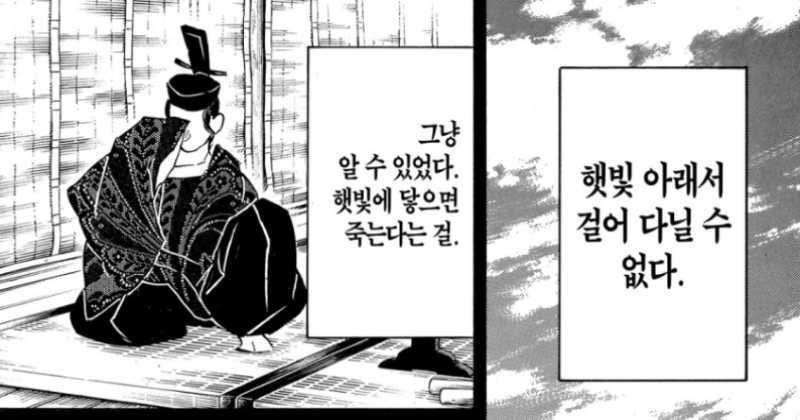 햇빛 아래서
걸어 다닐 수
없다.
그냥
알 수 있었다.
햇빛에 닿으면
죽는다는 걸.